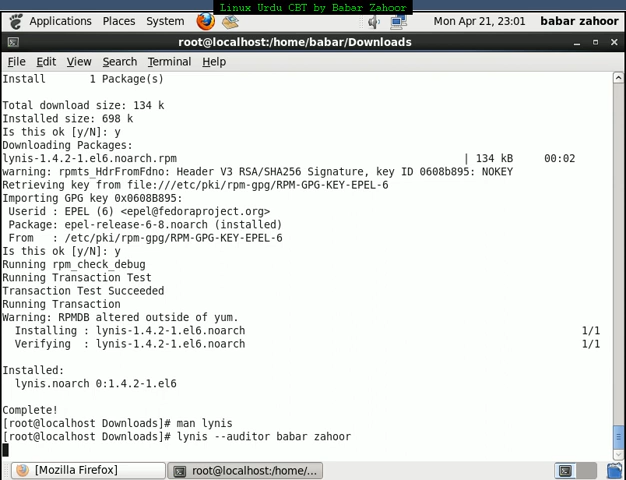 Linux Urdu CBT by Babar Zahoor
Applications Places System Mon Apr 21, 23:01 babar zahoor
root@localhost:/home/babar/Downloads
File Edit View Search Terminal Help
Install 1 Package(s)
Total download size: 134 k
Installed size: 698 k
Is this ok [y/N]: y
Downloading Packages:
lynis-1.4.2-1.el6.noarch.rpm | 134 kB 00:02
warning: rpmts_HdrFromFdno: Header V3 RSA/SHA256 Signature, key ID 0608b895: NOKEY
Retrieving key from file:///etc/pki/rpm-gpg/RPM-GPG-KEY-EPEL-6
Importing GPG key 0x0608B895:
Userid : EPEL (6) <epel@fedoraproject.org>
Package: epel-release-6-8.noarch (installed)
From : /etc/pki/rpm-gpg/RPM-GPG-KEY-EPEL-6
Is this ok [y/N]: y
Running rpm_check_debug
Running Transaction Test
Transaction Test Succeeded
Running Transaction
Warning: RPMDB altered outside of yum.
Installing : lynis-1.4.2-1.el6.noarch 1/1
Verifying : lynis-1.4.2-1.el6.noarch 1/1
Installed:
lynis.noarch 0:1.4.2-1.el6
Complete!
[root@localhost Downloads]# man lynis
[root@localhost Downloads]# lynis --auditor babar zahoor
[Mozilla Firefox] root@localhost:/home/...